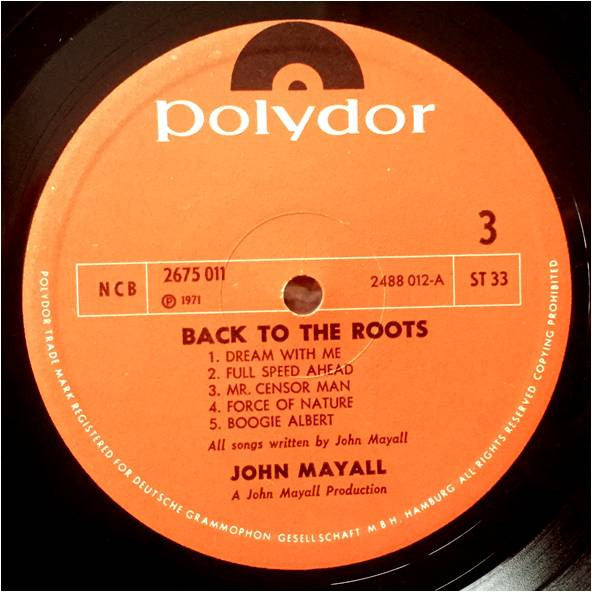 polydor
3
NCB
2675 011
℗ 1971
2488 012-A
ST 33
BACK TO THE ROOTS
1. DREAM WITH ME
2. FULL SPEED AHEAD
3. MR. CENSOR MAN
4. FORCE OF NATURE
5. BOOGIE ALBERT
All songs written by John Mayall
JOHN MAYALL
A John Mayall Production
POLYDOR TRADE MARK REGISTERED FOR DEUTSCHE GRAMMOPHON GESELLSCHAFT M B H, HAMBURG ALL RIGHTS RESERVED COPYING PROHIBITED